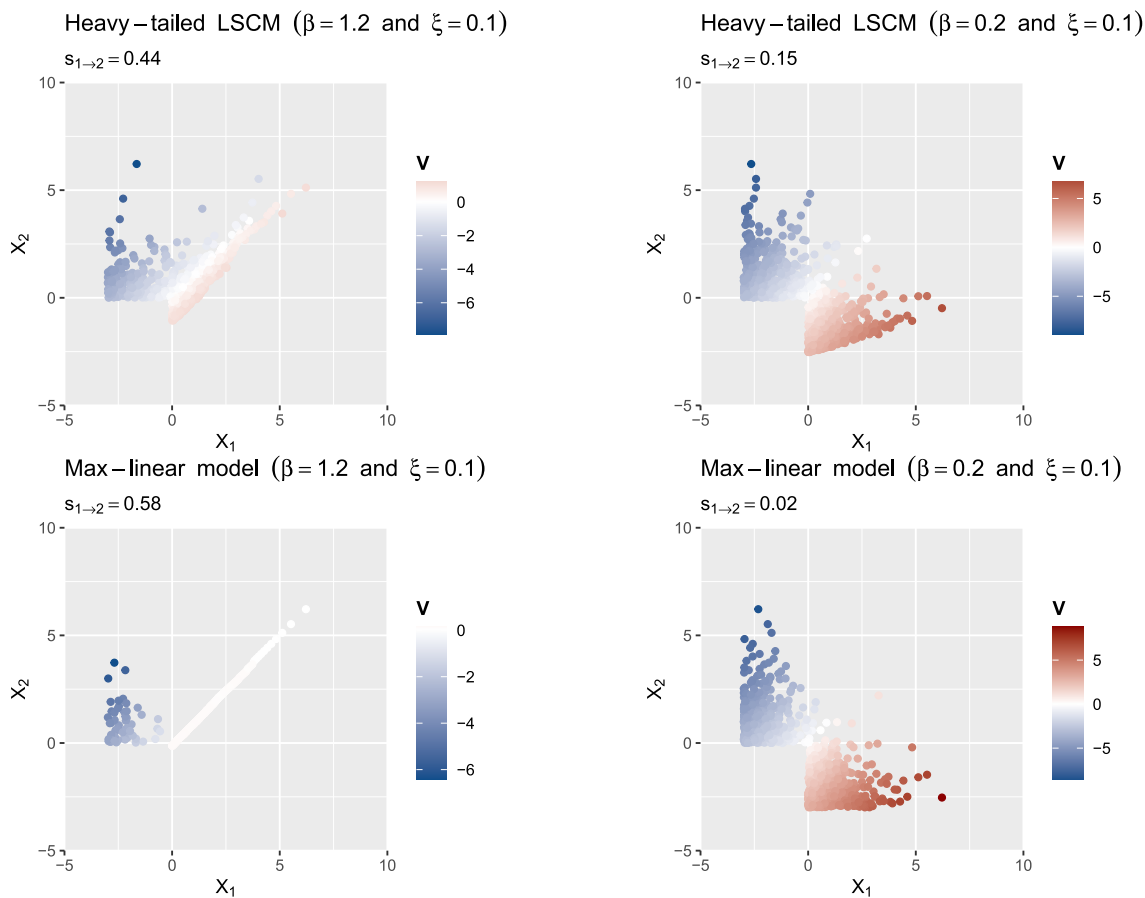 Heavy−tailed LSCM (β = 1.2 and ξ = 0.1)
s1→2 = 0.44
10
5
0
−5
−5
0
5
10
X2
X1
V
0
−2
−4
−6
Heavy−tailed LSCM (β = 0.2 and ξ = 0.1)
s1→2 = 0.15
10
5
0
−5
−5
0
5
10
X2
X1
V
5
0
−5
Max−linear model (β = 1.2 and ξ = 0.1)
s1→2 = 0.58
10
5
0
−5
−5
0
5
10
X2
X1
V
0
−2
−4
−6
Max−linear model (β = 0.2 and ξ = 0.1)
s1→2 = 0.02
10
5
0
−5
−5
0
5
10
X2
X1
V
5
0
−5